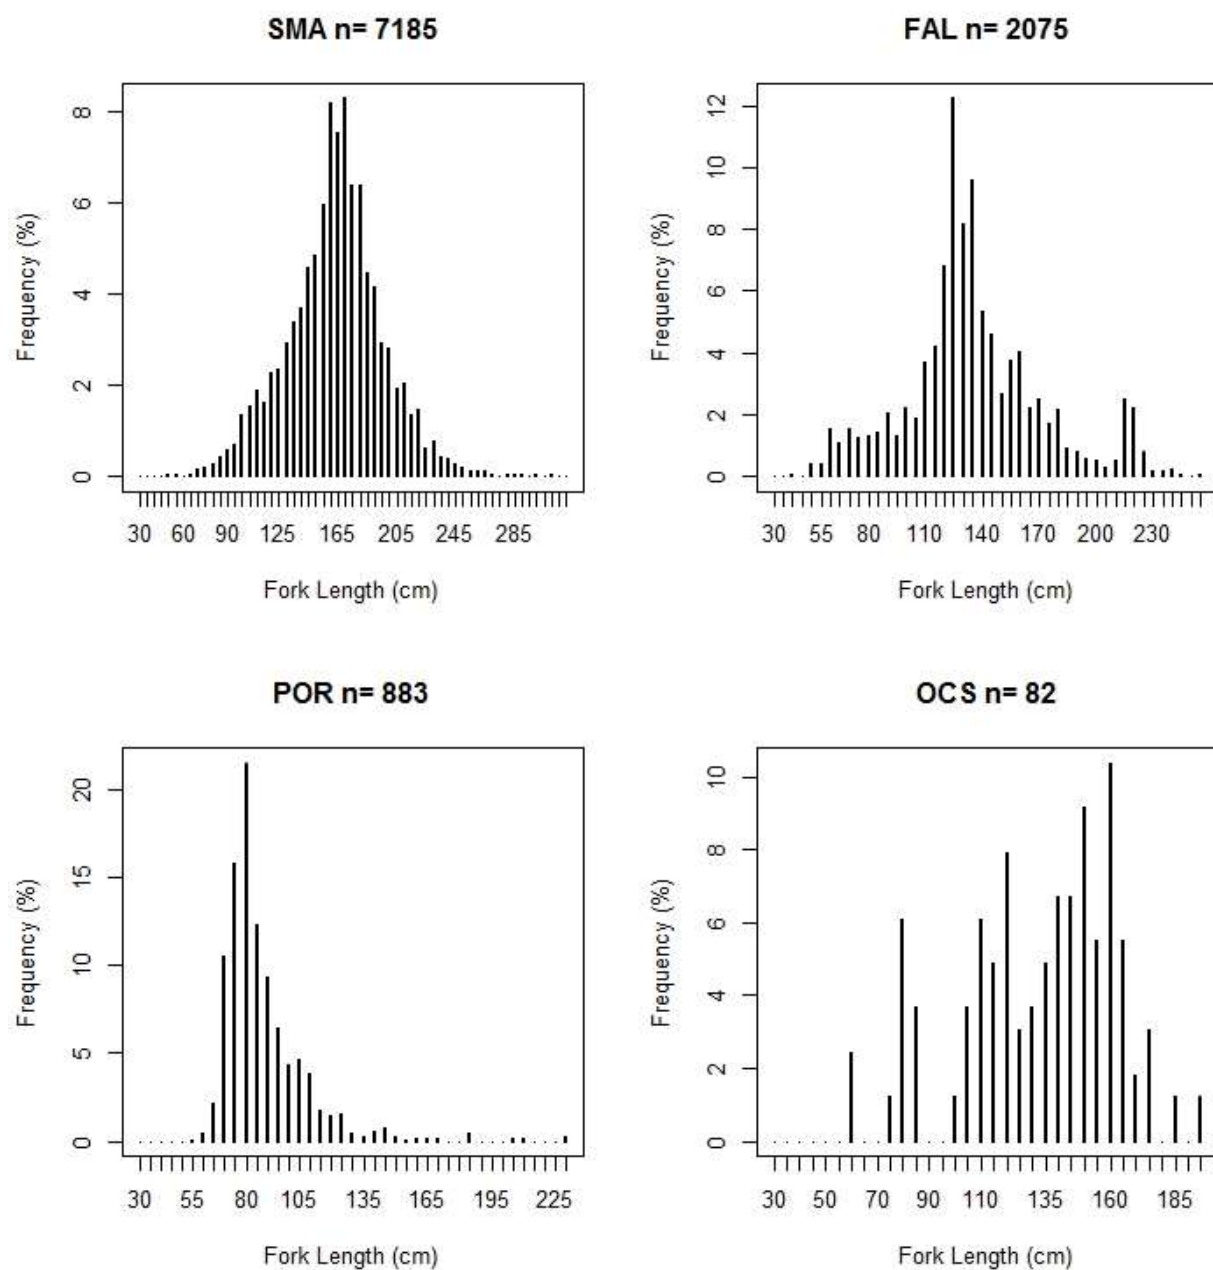 SMA n= 7185
Frequency (%)
0 2 4 6 8
30 60 90 125 165 205 245 285
Fork Length (cm)
FAL n= 2075
Frequency (%)
0 2 4 6 8 10 12
30 55 80 110 140 170 200 230
Fork Length (cm)
POR n= 883
Frequency (%)
0 5 10 15 20
30 55 80 105 135 165 195 225
Fork Length (cm)
OCS n= 82
Frequency (%)
0 2 4 6 8 10
30 50 70 90 110 135 160 185
Fork Length (cm)